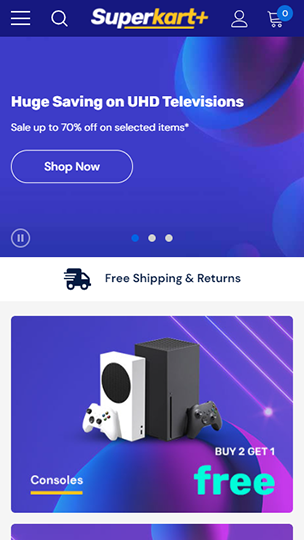 Superkart+
0
Huge Saving on UHD Televisions
Sale up to 70% off on selected items*
Shop Now
Free Shipping & Returns
BUY 2 GET 1
free
Consoles